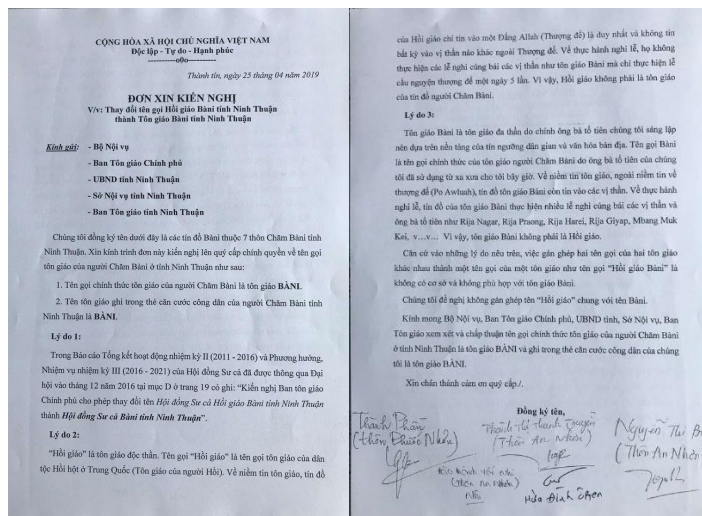 CỘNG HÒA XÃ HỘI CHỦ NGHĨA VIỆT NAM
Độc lập - Tự do - Hạnh phúc
-----------o0o----------
Thành tín, ngày 25 tháng 04 năm 2019
ĐƠN XIN KIẾN NGHỊ
V/v: Thay đổi tên gọi Hồi giáo Bàni tỉnh Ninh Thuận
thành Tôn giáo Bàni tỉnh Ninh Thuận
Kính gửi: - Bộ Nội vụ
- Ban Tôn giáo Chính phủ
- UBND tỉnh Ninh Thuận
- Sở Nội vụ tỉnh Ninh Thuận
- Ban Tôn giáo tỉnh Ninh Thuận
Chúng tôi đồng ký tên dưới đây là các tín đồ Bàni thuộc 7 thôn Chăm Bàni tỉnh
Ninh Thuận. Xin kính trình đơn này kiến nghị lên quý cấp chính quyền về tên gọi
tôn giáo của người Chăm Bàni ở tỉnh Ninh Thuận như sau:
1. Tên gọi chính thức tôn giáo của người Chăm Bàni là tôn giáo BÀNI.
2. Tên tôn giáo ghi trong thẻ căn cước công dân của người Chăm Bàni tỉnh
Ninh Thuận là BÀNI.
Lý do 1:
Trong Báo cáo Tổng kết hoạt động nhiệm kỳ II (2011 - 2016) và Phương hướng,
Nhiệm vụ nhiệm kỳ III (2016 - 2021) của Hội đồng Sư cả đã được thông qua Đại
hội vào tháng 12 năm 2016 tại mục D ở trang 19 có ghi: “Kiến nghị Ban tôn giáo
Chính phủ cho phép thay đổi tên Hội đồng Sư cả Hồi giáo Bàni tỉnh Ninh Thuận
thành Hội đồng Sư cả Bàni tỉnh Ninh Thuận”.
Lý do 2:
“Hồi giáo” là tôn giáo độc thần. Tên gọi “Hồi giáo” là tên gọi tôn giáo của dân
tộc Hồi hột ở Trung Quốc (Tôn giáo của người Hồi). Về niềm tin tôn giáo, tín đồ
của Hồi giáo chỉ tin vào một Đấng Allah (Thượng đế) là duy nhất và không tin
bất kỳ vào vị thần nào khác ngoài Thượng đế. Về thực hành nghi lễ, họ không
thực hiện các lễ nghi cúng bái các vị thần như tôn giáo Bàni mà chỉ thực hiện lễ
cầu nguyện thượng đế một ngày 5 lần. Vì vậy, Hồi giáo không phải là tôn giáo
của tín đồ người Chăm Bàni.
Lý do 3:
Tôn giáo Bàni là tôn giáo đa thần do chính ông bà tổ tiên chúng tôi sáng lập
nên dựa trên nền tảng của tín ngưỡng dân gian và văn hóa bản địa. Tên gọi Bàni
là tên gọi chính thức của tôn giáo người Chăm Bàni do ông bà tổ tiên của chúng
tôi đã sử dụng từ xa xưa cho tới bây giờ. Về niềm tin tôn giáo, ngoài niềm tin về
thượng đế (Po Awluah), tín đồ tôn giáo Bàni còn tin vào các vị thần. Về thực hành
nghi lễ, tín đồ của tôn giáo Bàni thực hiện nhiều lễ nghi cúng bái các vị thần và
ông bà tổ tiên như Rija Nagar, Rija Praong, Rija Harei, Rija Giyap, Mbang Muk
Kei, v...v... Vì vậy, tôn giáo Bàni không phải là Hồi giáo.
Căn cứ vào những lý do nêu trên, việc gán ghép hai tên gọi của hai tôn giáo
khác nhau thành một tên gọi của một tôn giáo như tên gọi “Hồi giáo Bàni” là
không có cơ sở và không phù hợp với tôn giáo Bàni.
Chúng tôi đề nghị không gán ghép tên “Hồi giáo” chung với tên Bàni.
Kính mong Bộ Nội vụ, Ban Tôn giáo Chính phủ, UBND tỉnh, Sở Nội vụ, Ban
Tôn giáo xem xét và chấp thuận tên gọi chính thức tôn giáo của người Chăm Bàni
ở tỉnh Ninh Thuận là tôn giáo BÀNI và ghi trong thẻ căn cước công dân của chúng
tôi là tôn giáo BÀNI.
Xin chân thành cảm ơn quý cấp./.
Đồng ký tên,
Thành Phần
(thôn Phước Nhơn)
Thành Thị Thanh
(Thôn An Nhơn)
Nguyễn Thị
(Thôn An Nhơn
(Thôn An Nhơn)
Đình